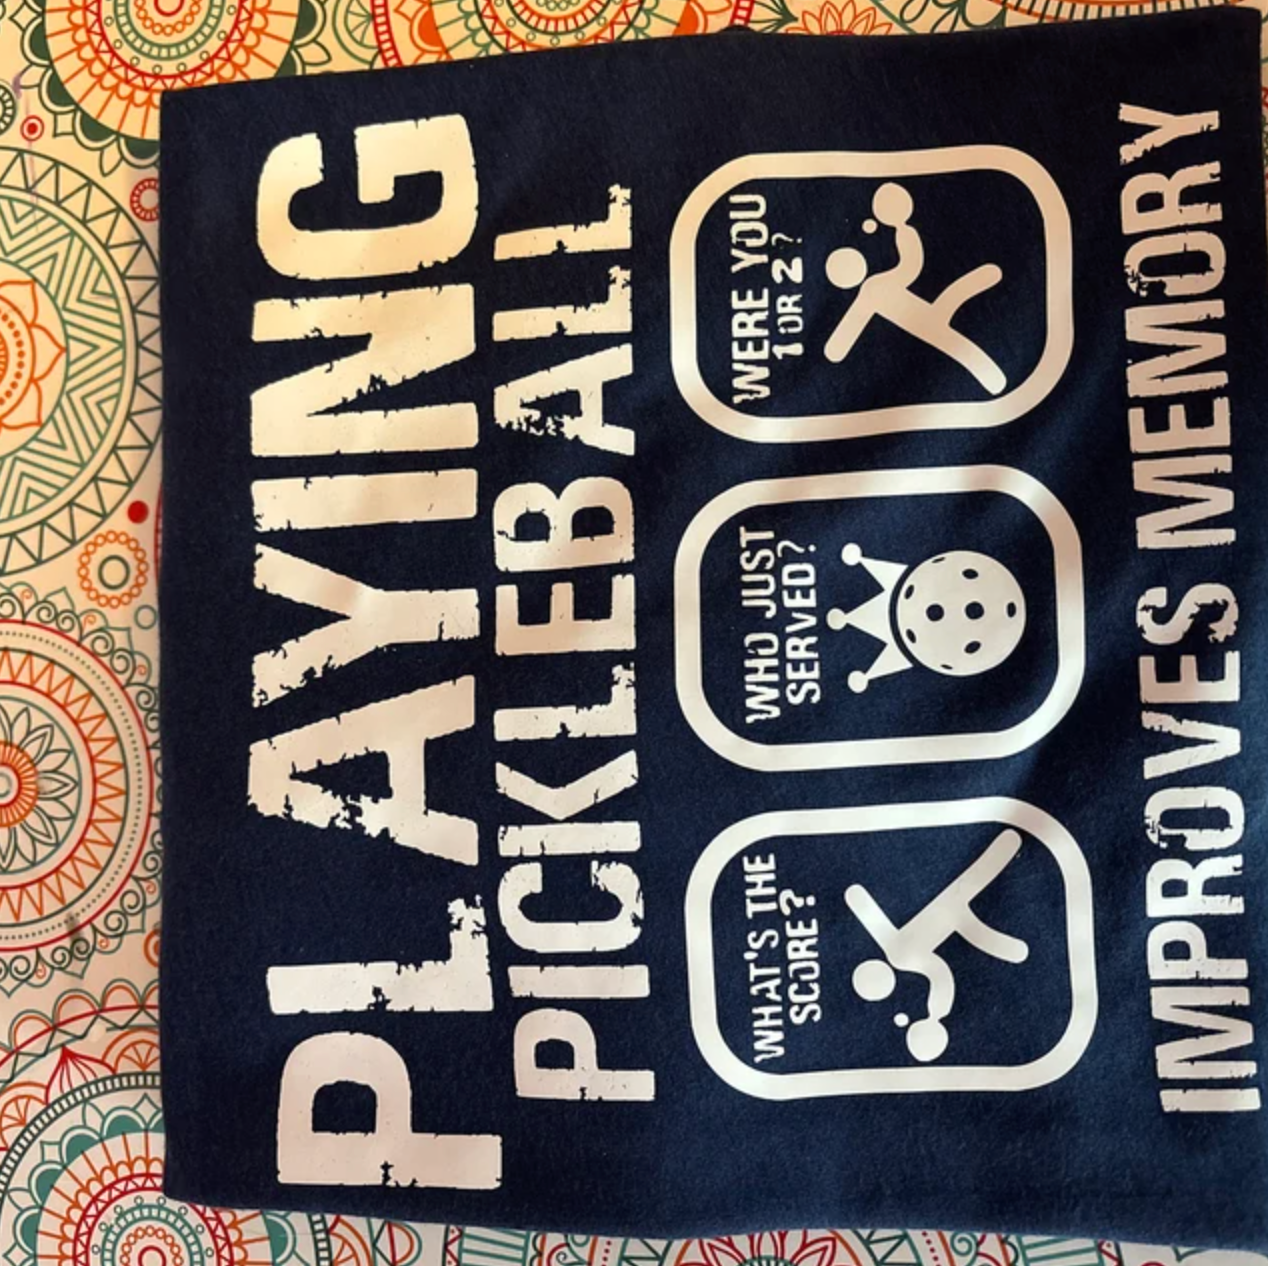 PLAYING
PICKLEBALL
WHAT'S THE
SCORE?
WHO JUST
SERVED?
WERE YOU
1 OR 2?
IMPROVES MEMORY